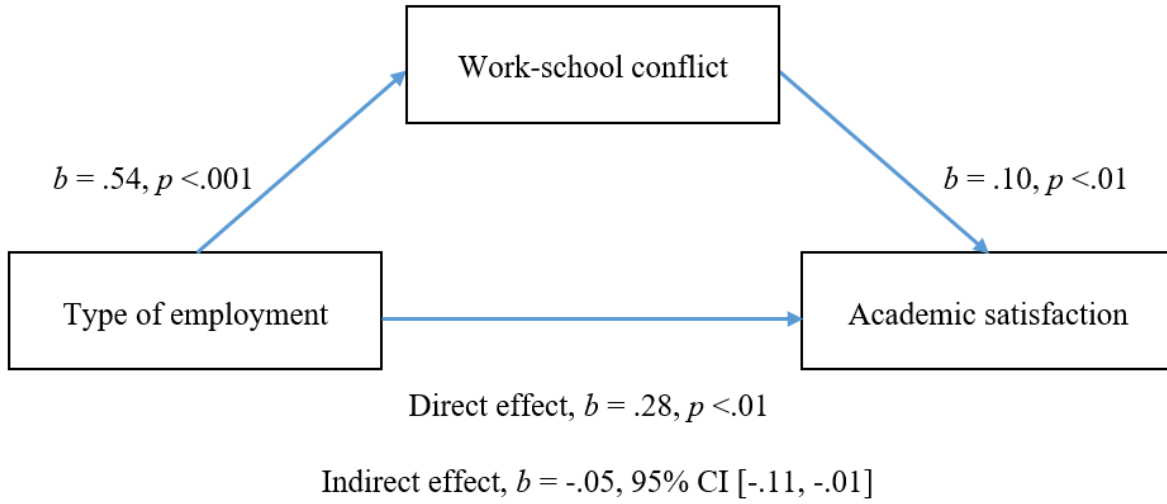 Work-school conflict
b = .54, p <.001
b = .10, p <.01
Type of employment
Academic satisfaction
Direct effect, b = .28, p <.01
Indirect effect, b = -.05, 95% CI [-.11, -.01]